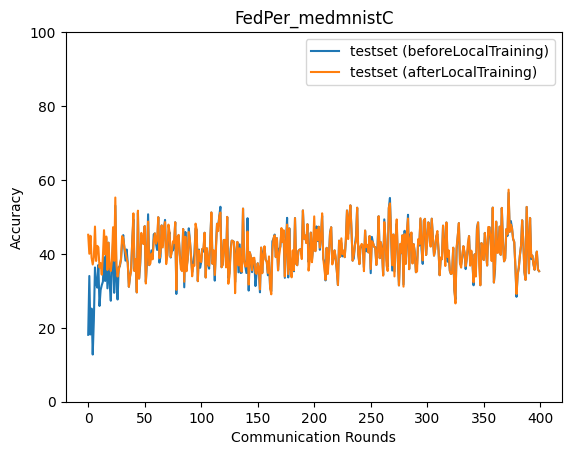 FedPer_medmnistC
testset (beforeLocalTraining)
testset (afterLocalTraining)
Accuracy
100
80
60
40
20
0
0 50 100 150 200 250 300 350 400
Communication Rounds